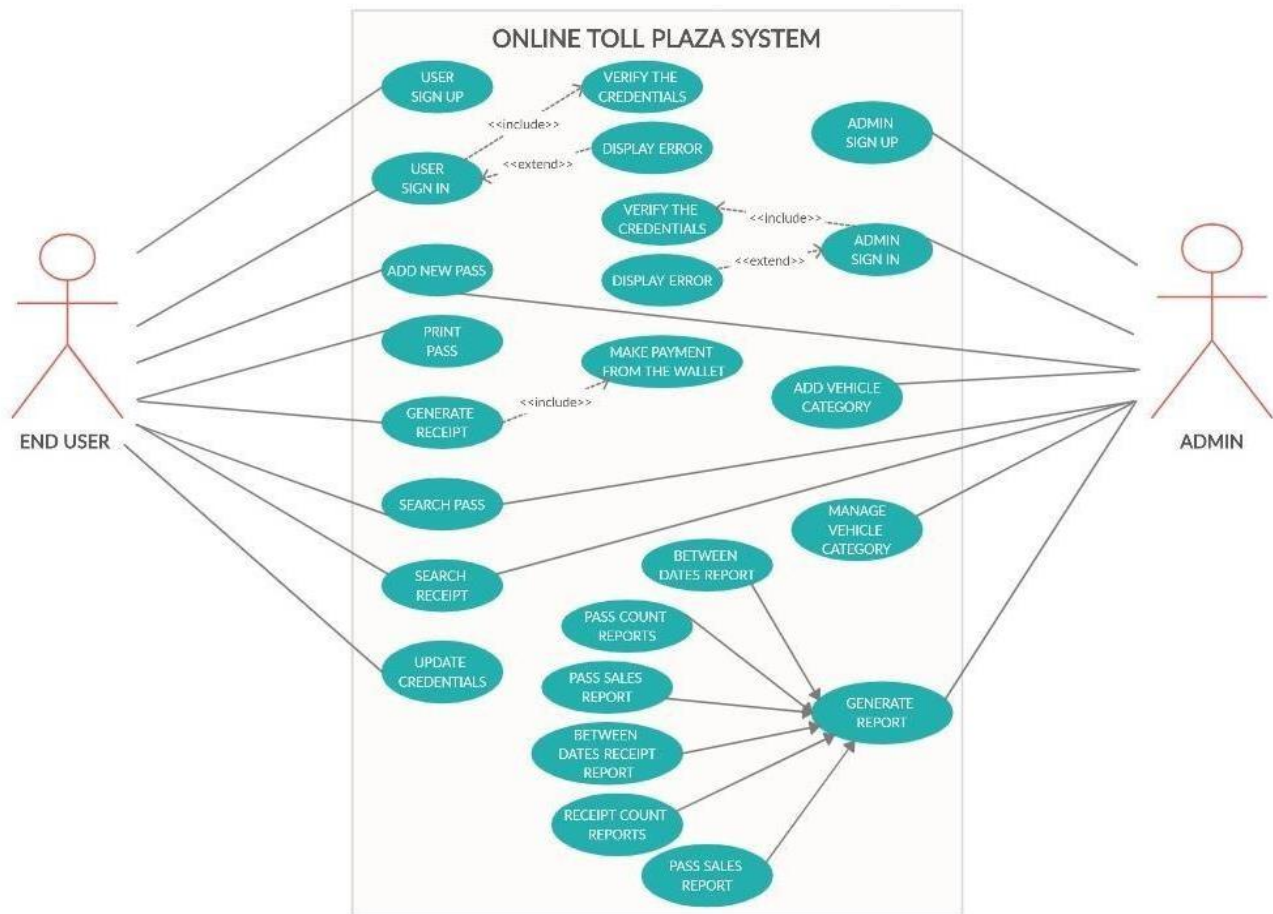 ONLINE TOLL PLAZA SYSTEM
USER
SIGN UP
VERIFY THE
CREDENTIALS
<<include>>
ADMIN
SIGN UP
DISPLAY ERROR
<<extend>>
USER
SIGN IN
VERIFY THE
CREDENTIALS
<<include>>
ADMIN
SIGN IN
<<extend>>
DISPLAY ERROR
ADD NEW PASS
PRINT
PASS
MAKE PAYMENT
FROM THE WALLET
<<include>>
ADD VEHICLE
CATEGORY
GENERATE
RECEIPT
END USER
ADMIN
SEARCH PASS
MANAGE
VEHICLE
CATEGORY
BETWEEN
DATES REPORT
SEARCH
RECEIPT
PASS COUNT
REPORTS
UPDATE
CREDENTIALS
PASS SALES
REPORT
GENERATE
REPORT
BETWEEN
DATES RECEIPT
REPORT
RECEIPT COUNT
REPORTS
PASS SALES
REPORT